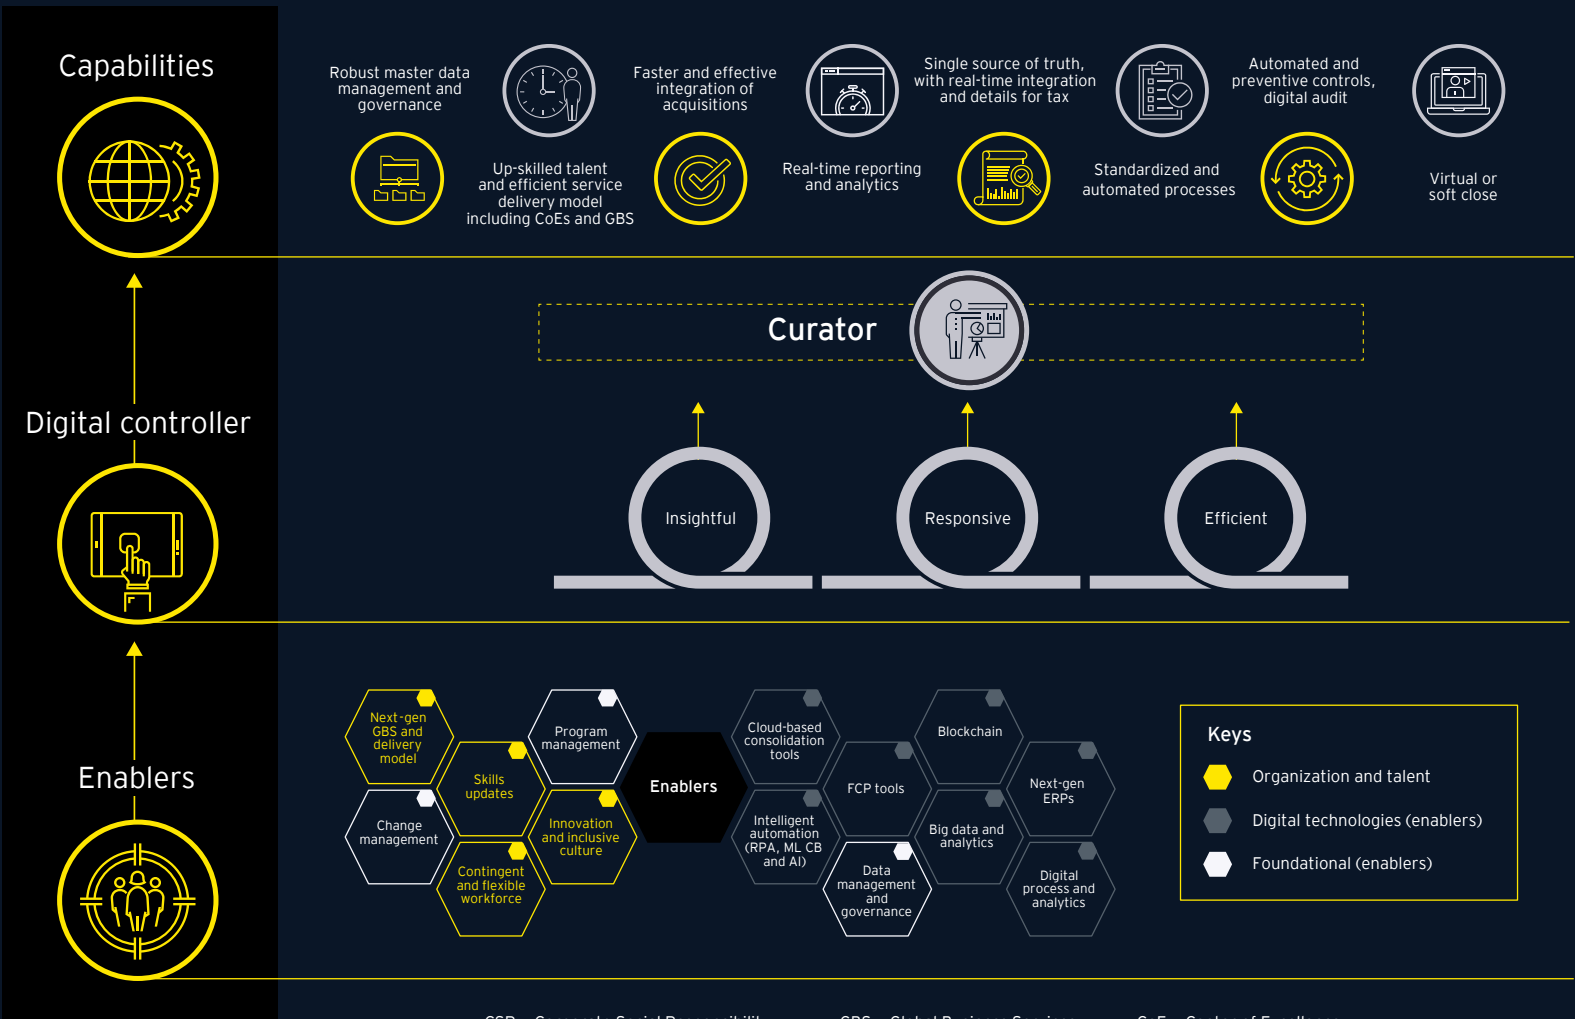 Capabilities
Robust master data
management and
governance
Up-skilled talent
and efficient service
delivery model
including CoEs and GBS
Faster and effective
integration of
acquisitions
Real-time reporting
and analytics
Single source of truth,
with real-time integration
and details for tax
Standardized and
automated processes
Automated and
preventive controls,
digital audit
Virtual or
soft close
Digital controller
Curator
Insightful
Responsive
Efficient
Enablers
Next-gen
GBS and
delivery
model
Change
management
Skills
updates
Contingent
and flexible
workforce
Program
management
Innovation
and inclusive
culture
Enablers
Cloud-based
consolidation
tools
Intelligent
automation
(RPA, ML CB
and AI)
FCP tools
Data
management
and
governance
Blockchain
Big data and
analytics
Next-gen
ERPs
Digital
process and
analytics
Keys
Organization and talent
Digital technologies (enablers)
Foundational (enablers)